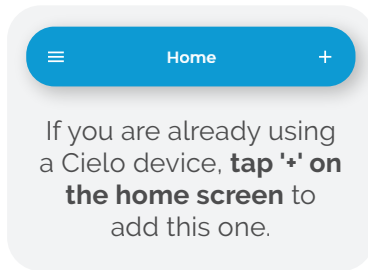 Home +
If you are already using
a Cielo device, tap '+' on
the home screen to
add this one.